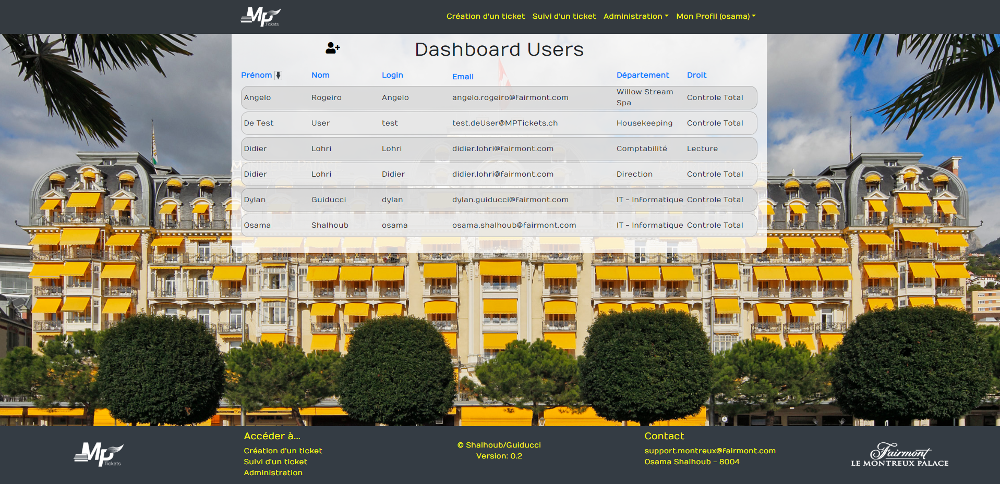 Mp
.Tickets
Création d'un ticket Suivi d'un ticket Administration Mon Profil (osama)
Dashboard Users
Prénom Nom Login Email Département Droit
Angelo Rogeiro Angelo angelo.rogeiro@fairmont.com Willow Stream Spa Controle Total
De Test User test test.deUser@MPTickets.ch Housekeeping Controle Total
Didier Lohri Lohri didier.lohri@fairmont.com Comptabilité Lecture
Didier Lohri Didier didier.lohri@fairmont.com Direction Controle Total
Dylan Guiducci dylan dylan.guiducci@fairmont.com IT - Informatique Controle Total
Osama Shalhoub osama osama.shalhoub@fairmont.com IT - Informatique Controle Total
Mp
.Tickets
Accéder à...
Création d'un ticket
Suivi d'un ticket
Administration
© Shalhoub/Guiducci
Version: 0.2
Contact
support.montreux@fairmont.com
Osama Shalhoub - 8004
Fairmont
LE MONTREUX PALACE